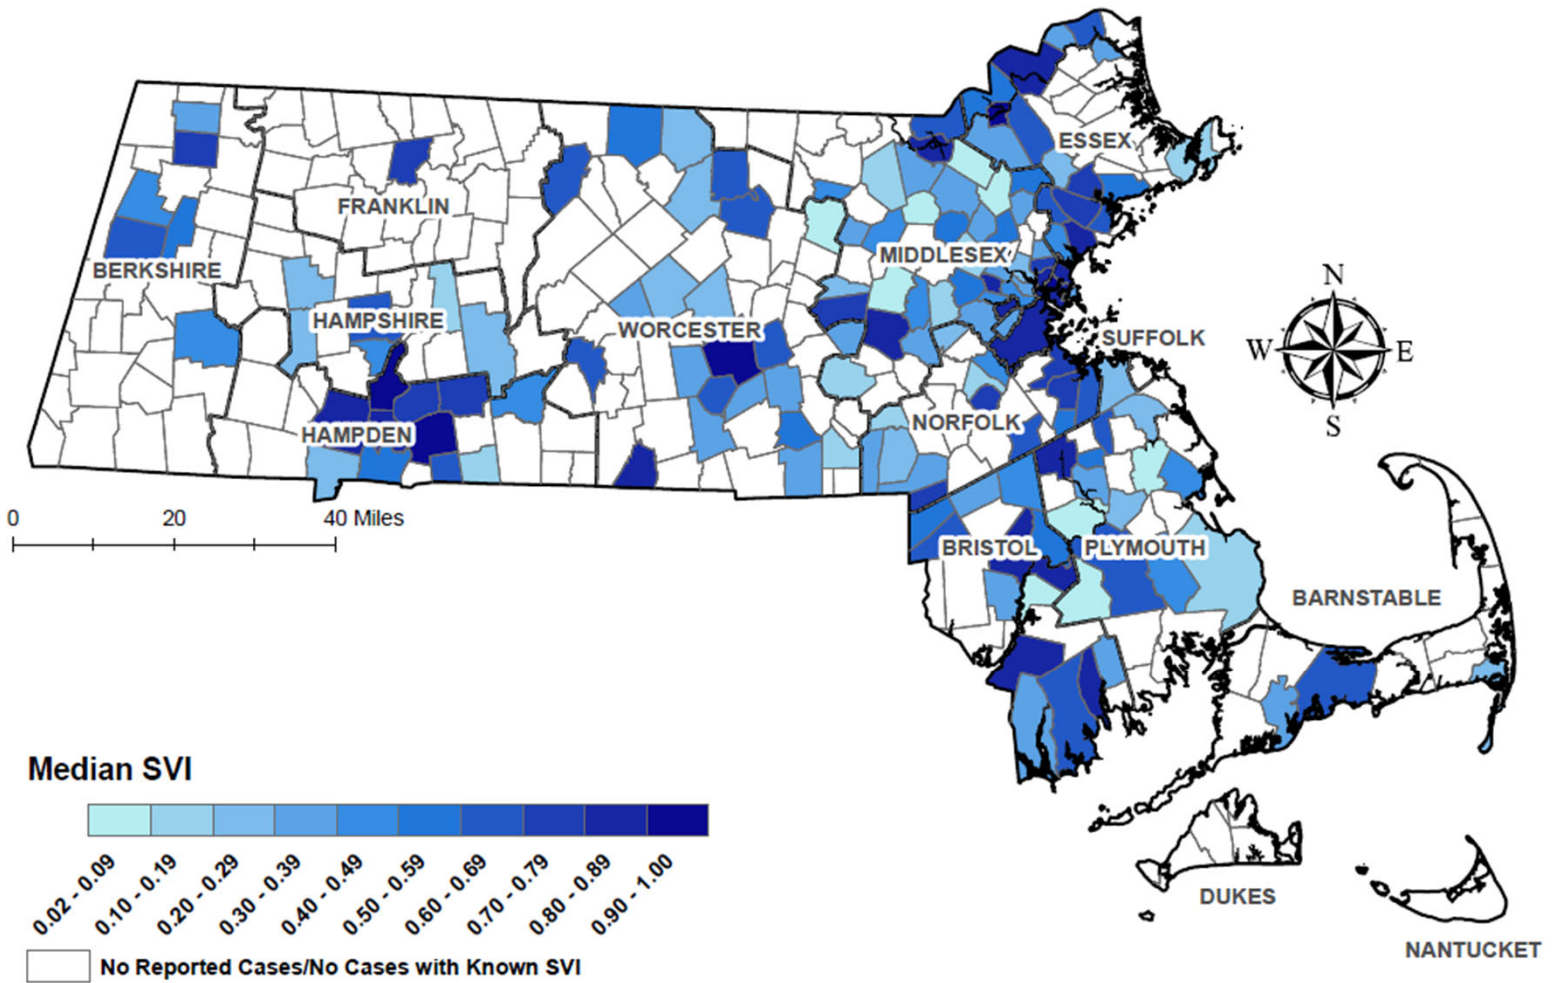 ESSEX
FRANKLIN
MIDDLESEX
BERKSHIRE
N
HAMPSHIRE
WORCESTER
SUFFOLK
W
E
NORFOLK
S
HAMPDEN
0 20 40 Miles
BRISTOL
PLYMOUTH
BARNSTABLE
Median SVI
0.02 - 0.09
0.10 - 0.19
0.20 - 0.29
0.30 - 0.39
0.40 - 0.49
0.50 - 0.59
0.60 - 0.69
0.70 - 0.79
0.80 - 0.89
0.90 - 1.00
DUKES
NANTUCKET
No Reported Cases/No Cases with Known SVI